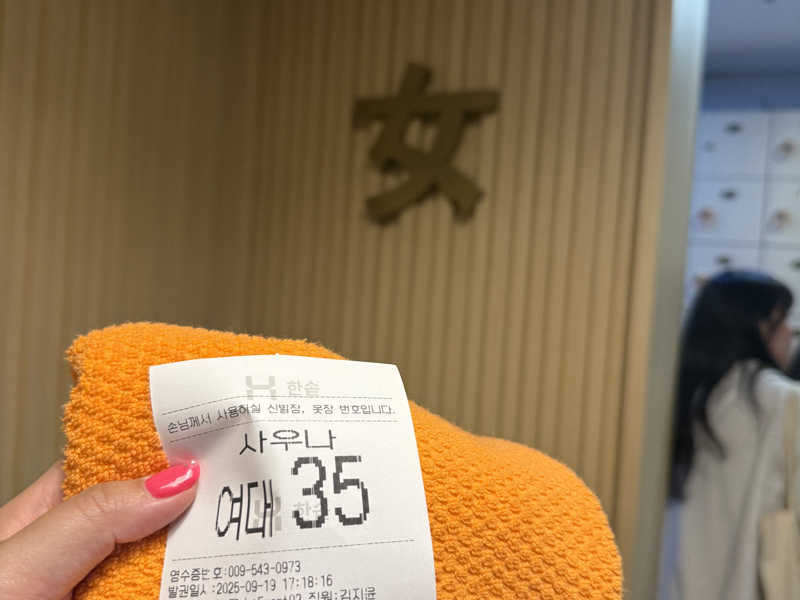 女
한솔
손님께서 사용하실 신발장, 옷장 번호입니다.
사우나
여대 35
영수증번호:009-543-0973
발권일시:2025-09-19 17:18:16
직원:김지윤